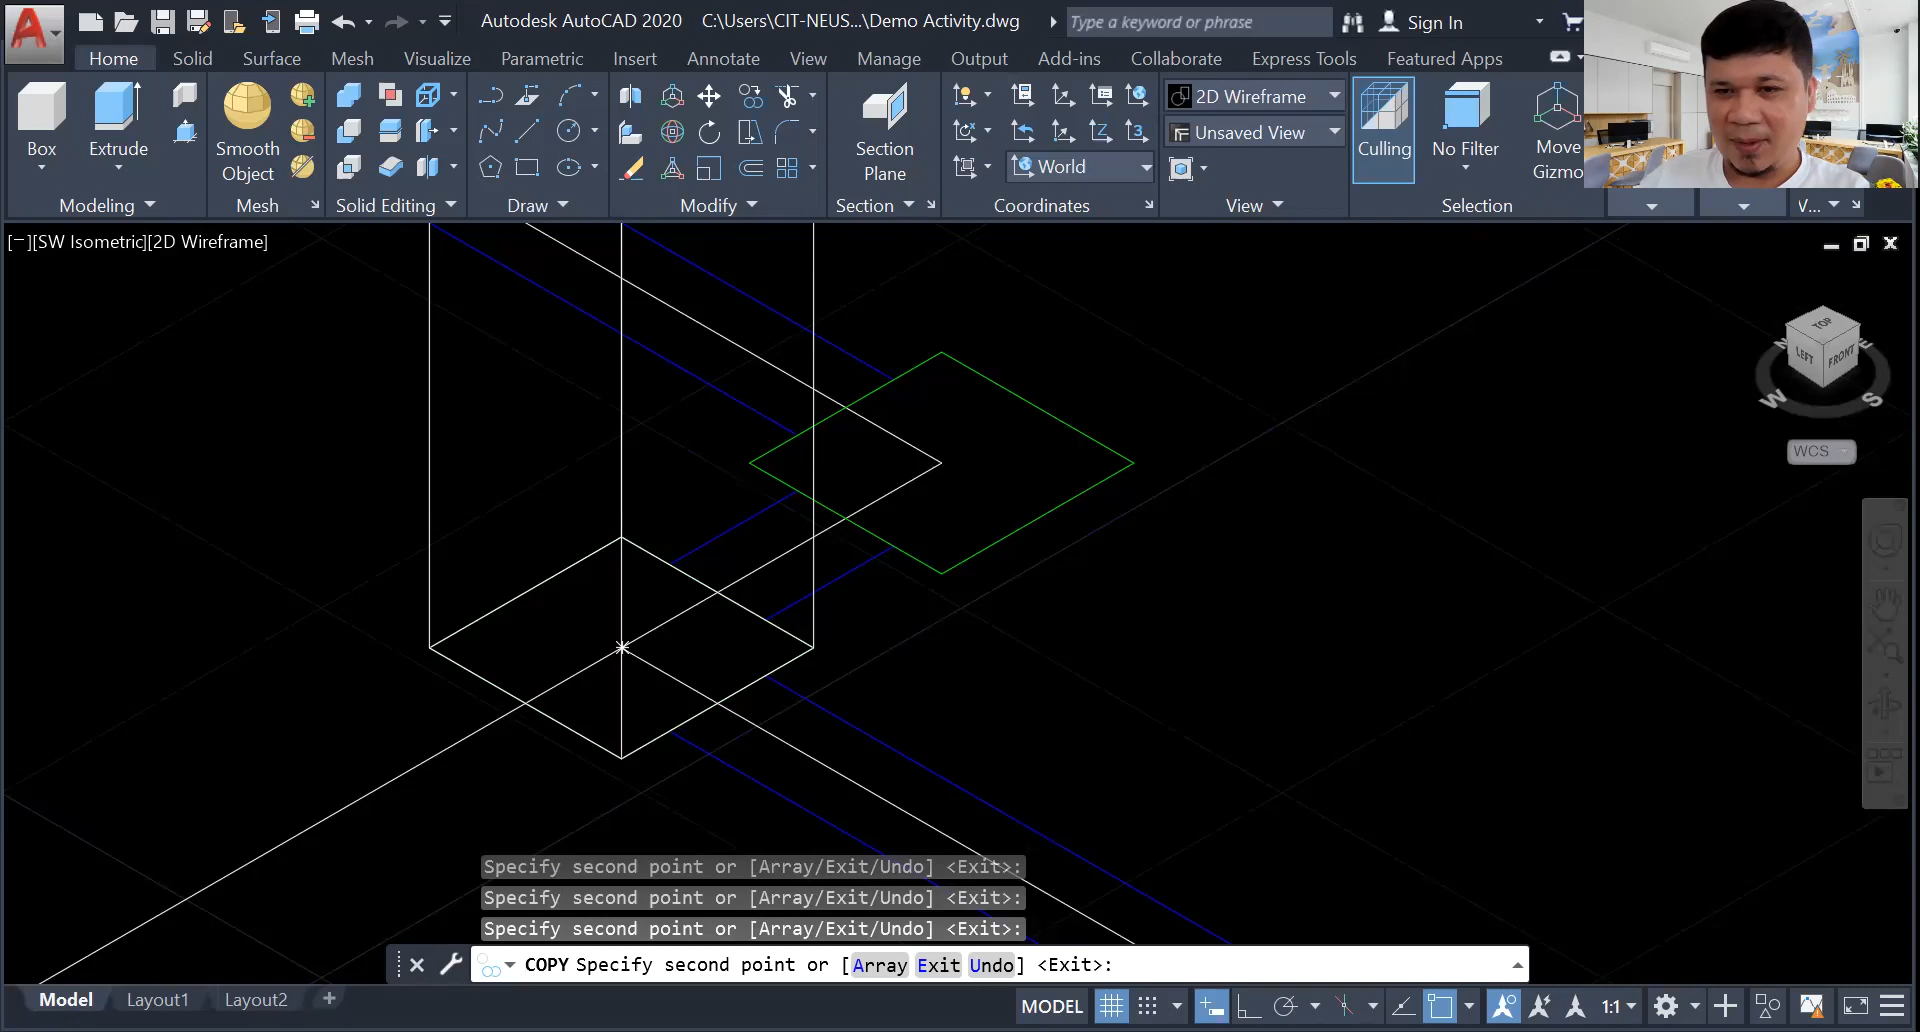 Autodesk AutoCAD 2020 C:\Users\CIT-NEUS...\Demo Activity.dwg
Type a keyword or phrase
Sign In
Home Solid Surface Mesh Visualize Parametric Insert Annotate View Manage Output Add-ins Collaborate Express Tools Featured Apps
Box
Extrude
Smooth
Object
Section
Plane
2D Wireframe
Unsaved View
World
Culling
No Filter
Move
Gizmo
Modeling Mesh Solid Editing Draw Modify Section Coordinates View Selection V...
[−][SW Isometric][2D Wireframe]
TOP
LEFT FRONT
W S
WCS
Specify second point or [Array/Exit/Undo] <Exit>:
Specify second point or [Array/Exit/Undo] <Exit>:
Specify second point or [Array/Exit/Undo] <Exit>:
COPY Specify second point or [Array Exit Undo] <Exit>:
Model Layout1 Layout2 +
MODEL 1:1